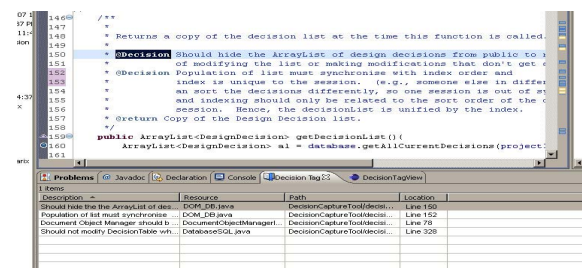 07 1
37 PI
11:4
sion
4:37
x
arix
146 /**
147 *
148 * Returns a copy of the decision list at the time this function is called.
149 *
150 * @Decision Should hide the ArrayList of design decisions from public to
151 * of modifying the list or making modifications that don't get
152 * @Decision Population of list must synchronise with index order and
153 * index is unique to the session. (e.g., someone else in differ
154 * an sort the decisions differently, so one session is out of sy
155 * and indexing should only be related to the sort order of the
156 * session. Hence, the decisionList is unified by the index.
157 * @return Copy of the Design Decision list.
158 */
159 public ArrayList<DesignDecision> getDecisionList(){
160 ArrayList<DesignDecision> al = database.getAllCurrentDecisions(project
161
Problems @ Javadoc Declaration Console Decision Tag DecisionTagView
1 items
Description Resource Path Location
Should hide the the ArrayList of des... DOM_DB.java DecisionCaptureTool/decisi... Line 150
Population of list must synchronise ... DOM_DB.java DecisionCaptureTool/decisi... Line 152
Document Object Manager should b... DocumentObjectManagerI... DecisionCaptureTool/decisi... Line 78
Should not modify DecisionTable wh... DatabaseSQL.java DecisionCaptureTool/decisi... Line 328